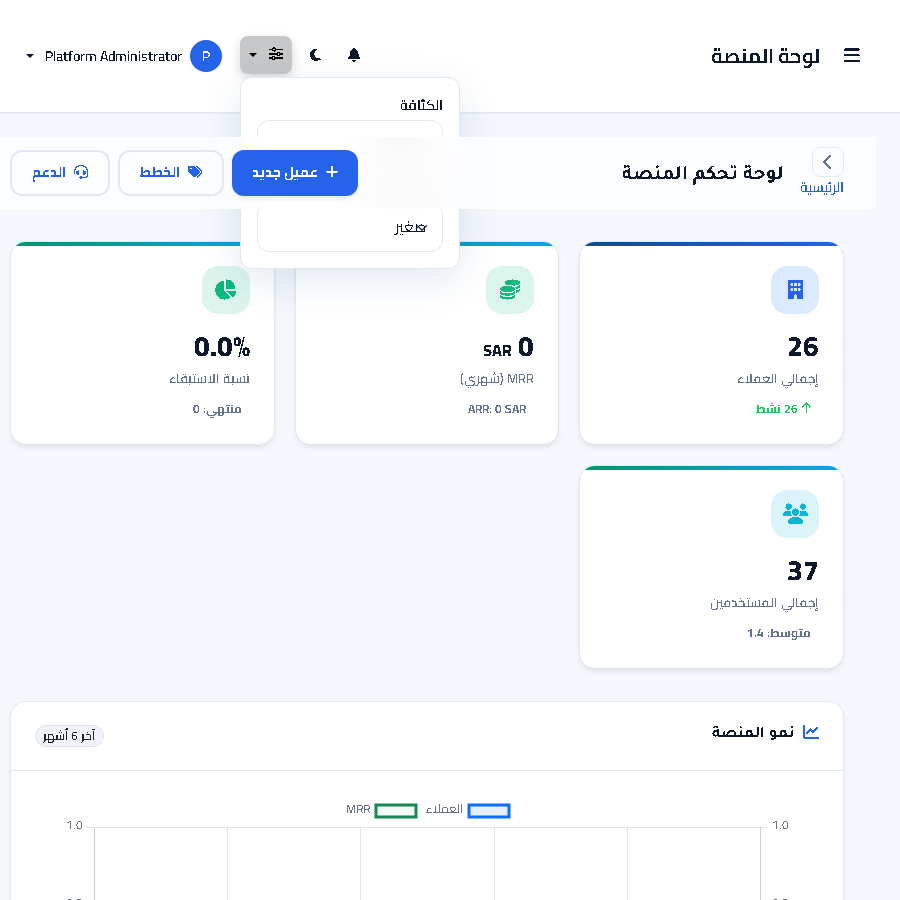 لوحة المنصة
P Platform Administrator
الكثافة
صغير
الرئيسية
لوحة تحكم المنصة
عميل جديد
الخطط
الدعم
26
إجمالي العملاء
26 نشط
0 SAR
MRR (شهري)
ARR: 0 SAR
0.0%
نسبة الاستبقاء
منتهي: 0
37
إجمالي المستخدمين
متوسط: 1.4
نمو المنصة
آخر 6 أشهر
العملاء
MRR
1.0
1.0